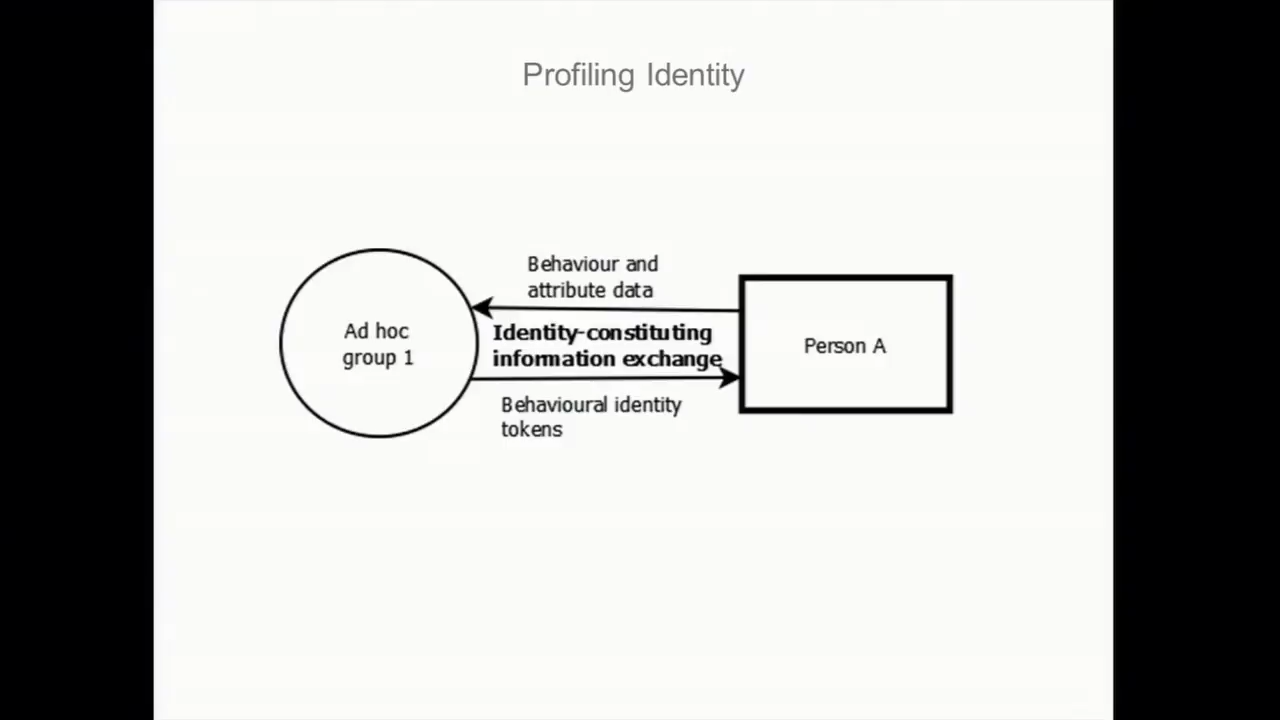 Profiling Identity
Behaviour and
attribute data
Ad hoc
group 1
Identity-constituting
information exchange
Person A
Behavioural identity
tokens